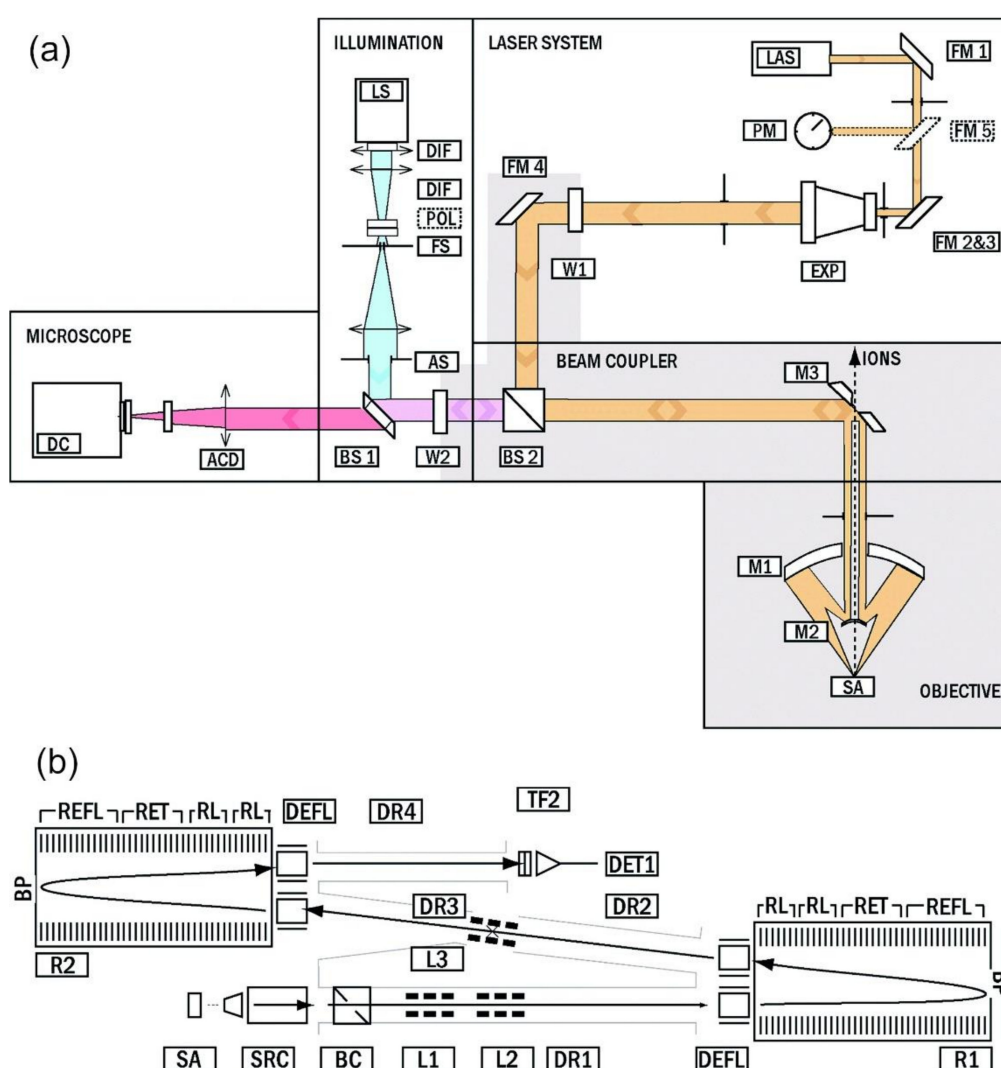 (a)
ILLUMINATION
LASER SYSTEM
LS
LAS
FM 1
DIF
PM
FM 5
DIF
FM 4
POL
FS
FM 2&3
W1
EXP
MICROSCOPE
AS
BEAM COUPLER
IONS
M3
DC
ACD
BS 1
W2
BS 2
M1
M2
SA
OBJECTIVE
(b)
REFL RET RL RL
DEFL
DR4
TF2
BP
DET1
DR3
DR2
RL RL RET REFL
R2
L3
BP
SA
SRC
BC
L1
L2
DR1
DEFL
R1